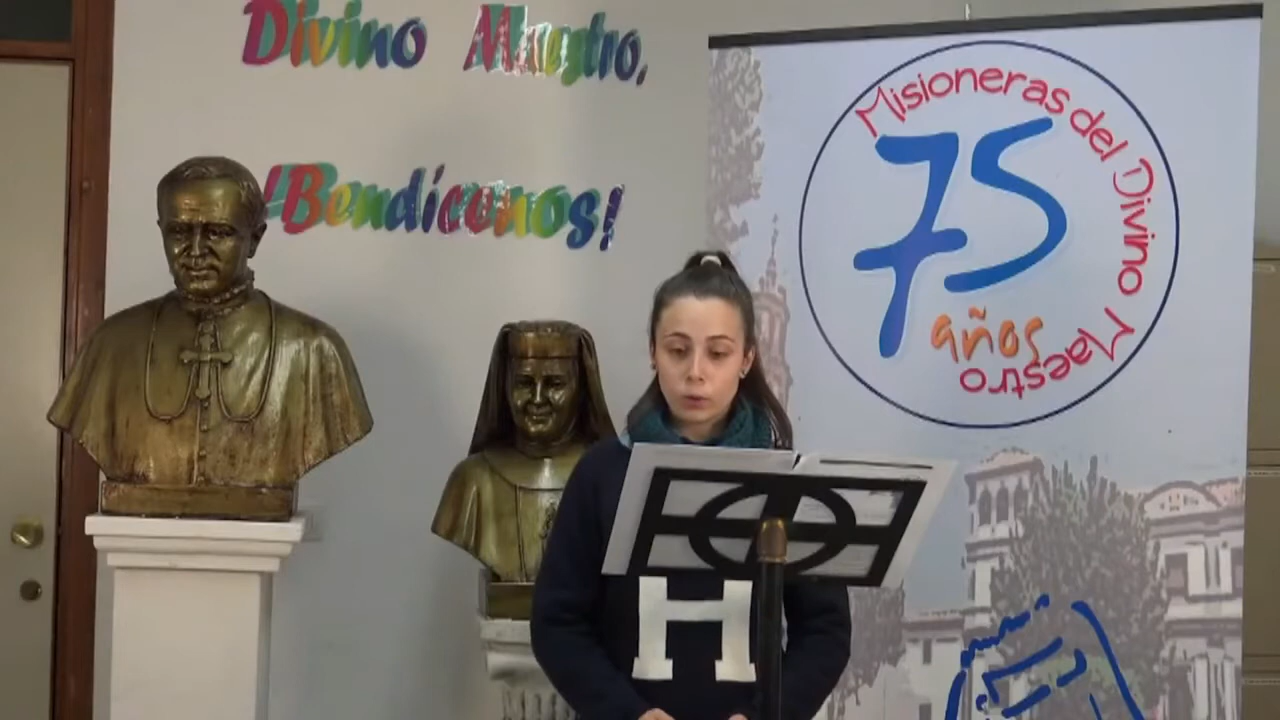 Divino Maestro,
¡Bendícenos!
Misioneras del Divino Maestro
75
años
H